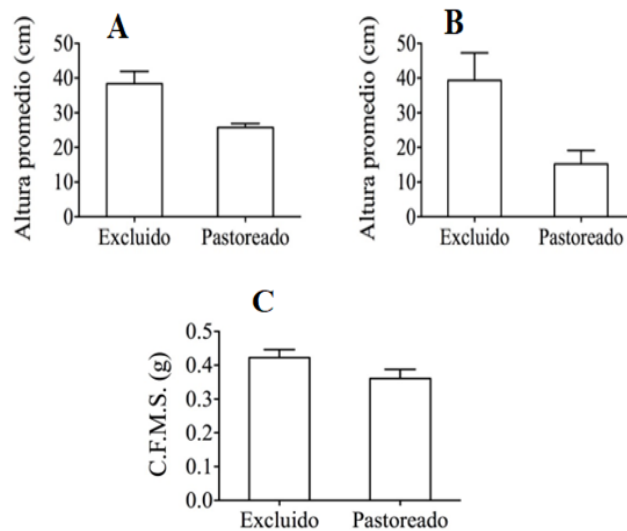 A
Altura promedio (cm)
50
40
30
20
10
0
Excluido Pastoreado
B
Altura promedio (cm)
50
40
30
20
10
0
Excluido Pastoreado
C
C.F.M.S. (g)
0.5
0.4
0.3
0.2
0.1
0.0
Excluido Pastoreado